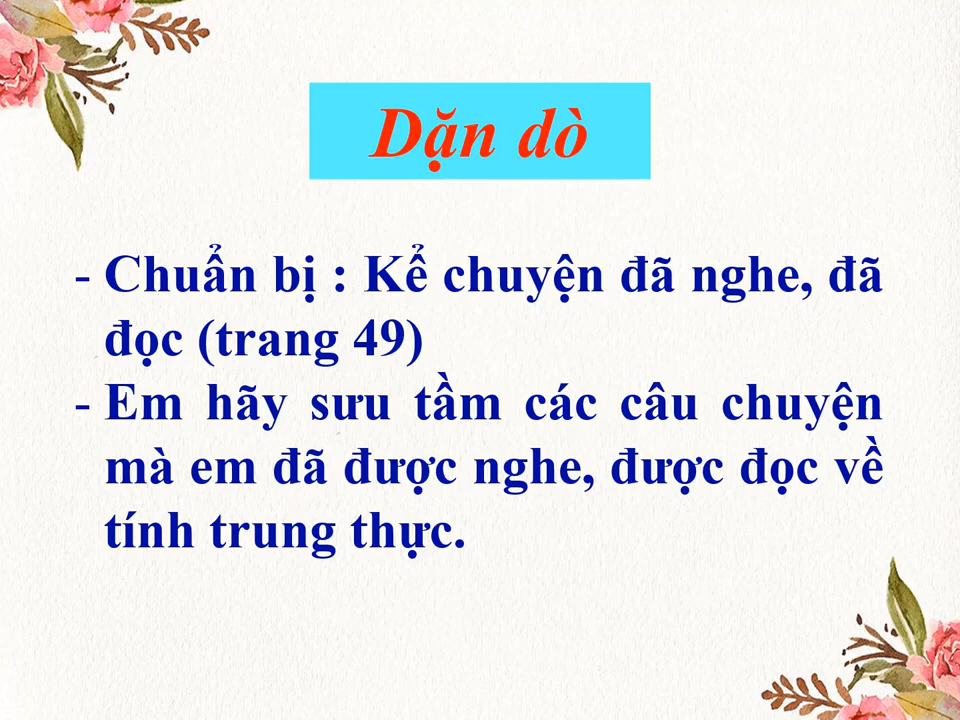 Dặn dò
- Chuẩn bị : Kể chuyện đã nghe, đã
đọc (trang 49)
- Em hãy sưu tầm các câu chuyện
mà em đã được nghe, được đọc về
tính trung thực.